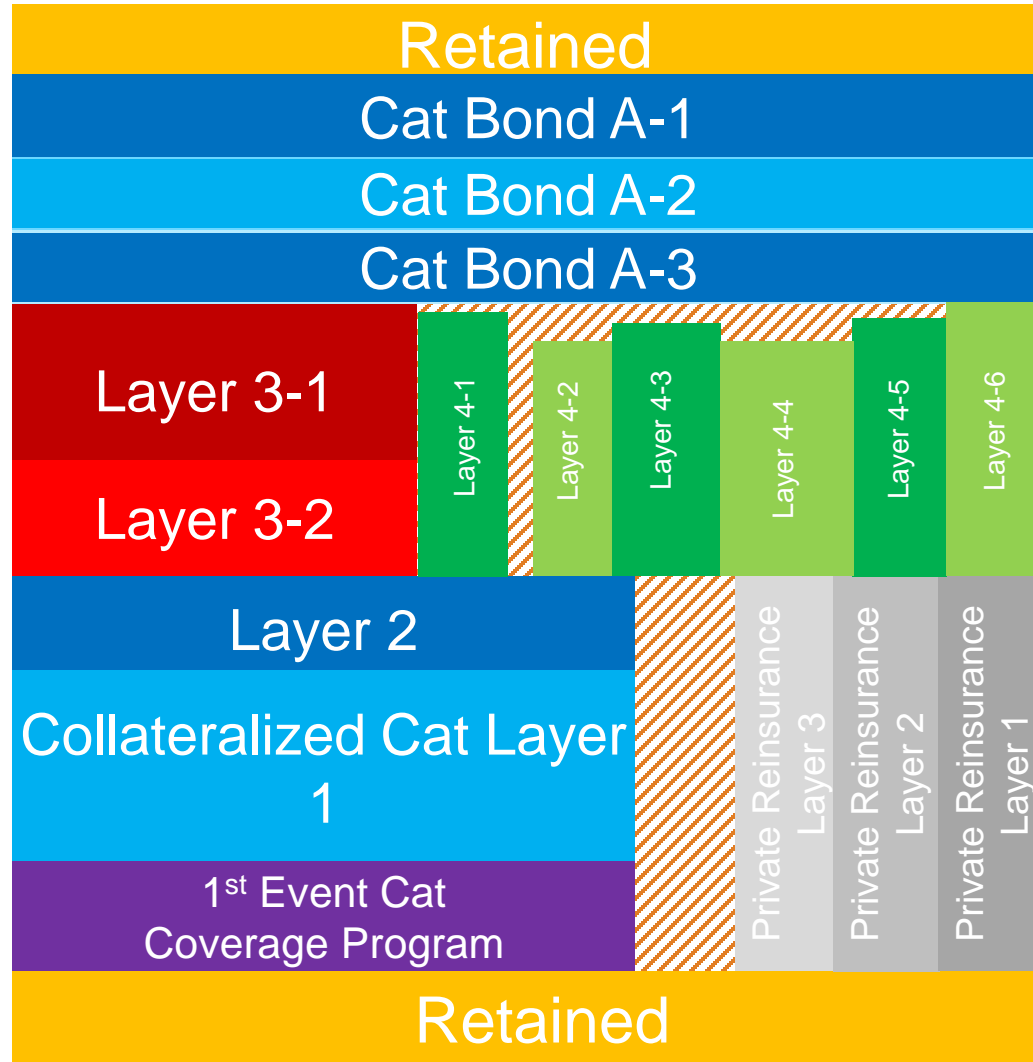 Retained
Cat Bond A-1
Cat Bond A-2
Cat Bond A-3
Layer 3-1
Layer 3-2
Layer 4-1
Layer 4-2
Layer 4-3
Layer 4-4
Layer 4-5
Layer 4-6
Layer 2
Collateralized Cat Layer
1
1st Event Cat
Coverage Program
Private Reinsurance
Layer 3
Private Reinsurance
Layer 2
Private Reinsurance
Layer 1
Retained